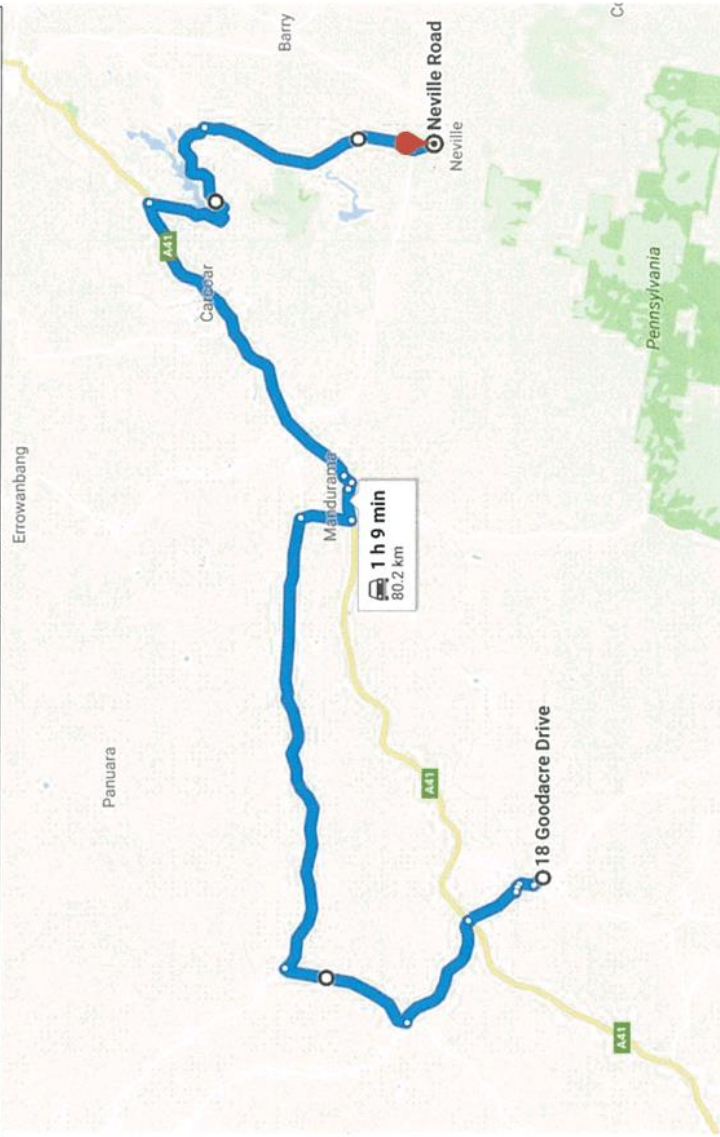 Errowanbang
Barry
Neville Road
Neville
A41
Carcoar
Mandurama
1 h 9 min
80.2 km
Panuara
Pennsylvania
A41
18 Goodacre Drive
A41